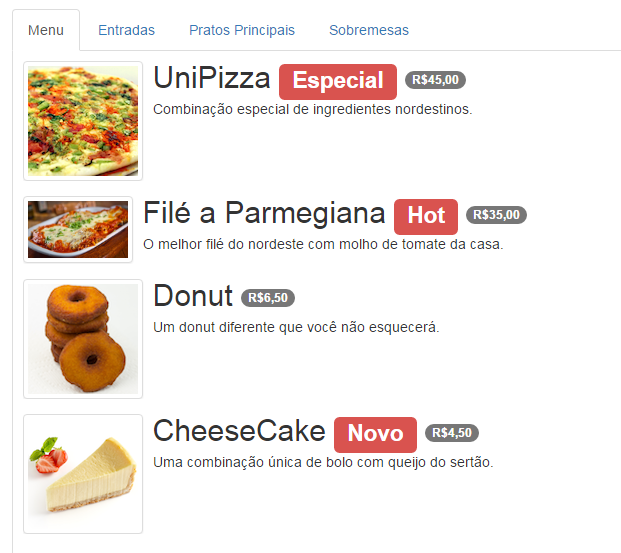 Menu Entradas Pratos Principais Sobremesas
UniPizza Especial R$45,00
Combinação especial de ingredientes nordestinos.
Filé a Parmegiana Hot R$35,00
O melhor filé do nordeste com molho de tomate da casa.
Donut R$6,50
Um donut diferente que você não esquecerá.
CheeseCake Novo R$4,50
Uma combinação única de bolo com queijo do sertão.